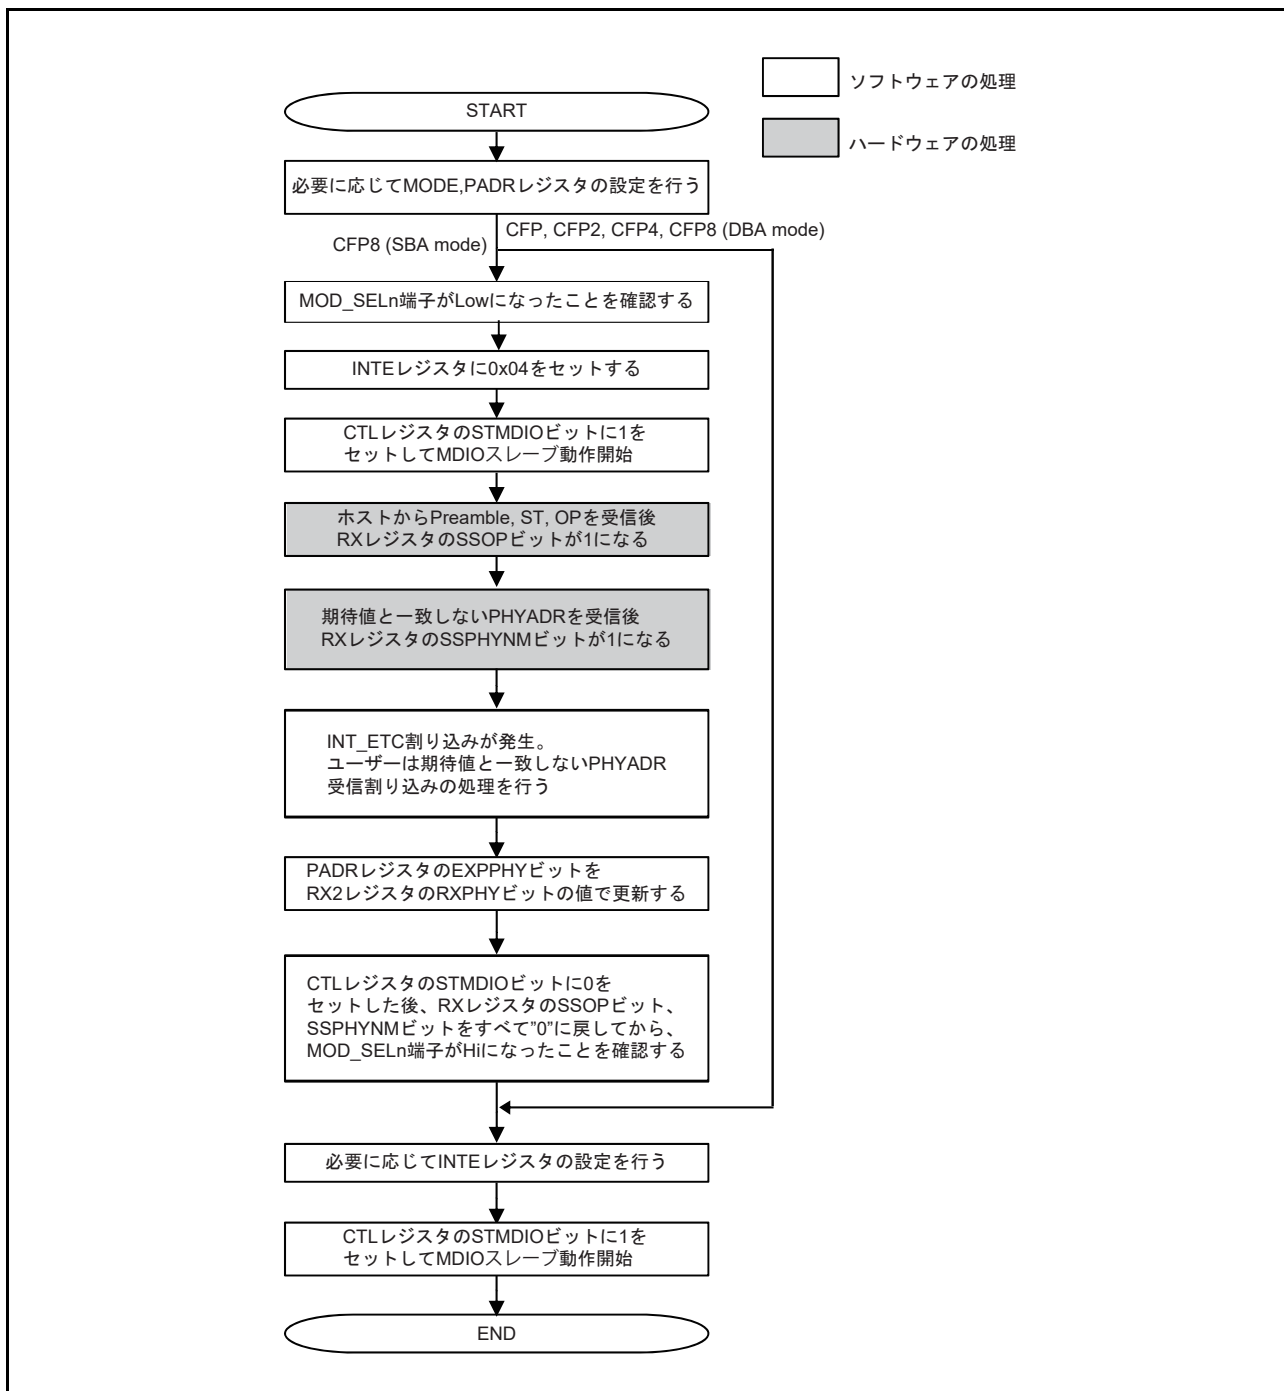 ソフトウェアの処理
ハードウェアの処理
START
必要に応じてMODE,PADRレジスタの設定を行う
CFP, CFP2, CFP4, CFP8 (DBA mode)
CFP8 (SBA mode)
MOD_SELn端子がLowになったことを確認する
INTEレジスタに0x04をセットする
CTLレジスタのSTMDIOビットに1を
セットしてMDIOスレーブ動作開始
ホストからPreamble, ST, OPを受信後
RXレジスタのSSOPビットが1になる
期待値と一致しないPHYADRを受信後
RXレジスタのSSPHYNMビットが1になる
INT_ETC割り込みが発生。
ユーザーは期待値と一致しないPHYADR
受信割り込みの処理を行う
PADRレジスタのEXPPHYビットを
RX2レジスタのRXPHYビットの値で更新する
CTLレジスタのSTMDIOビットに0を
セットした後、RXレジスタのSSOPビット、
SSPHYNMビットをすべて”0”に戻してから、
MOD_SELn端子がHiになったことを確認する
必要に応じてINTEレジスタの設定を行う
CTLレジスタのSTMDIOビットに1を
セットしてMDIOスレーブ動作開始
END